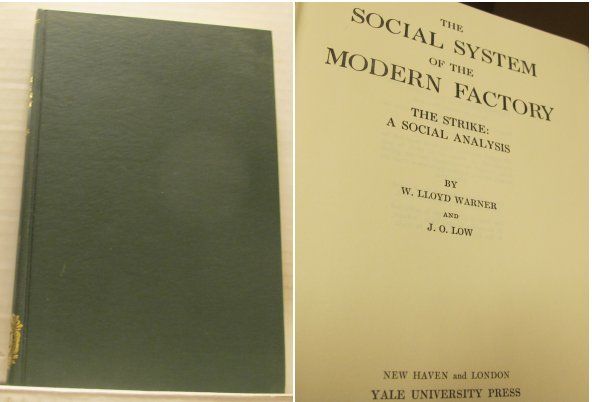 THE
SOCIAL SYSTEM
OF THE
MODERN FACTORY
THE STRIKE:
A SOCIAL ANALYSIS
BY
W. LLOYD WARNER
AND
J. O. LOW
NEW HAVEN and LONDON
YALE UNIVERSITY PRESS